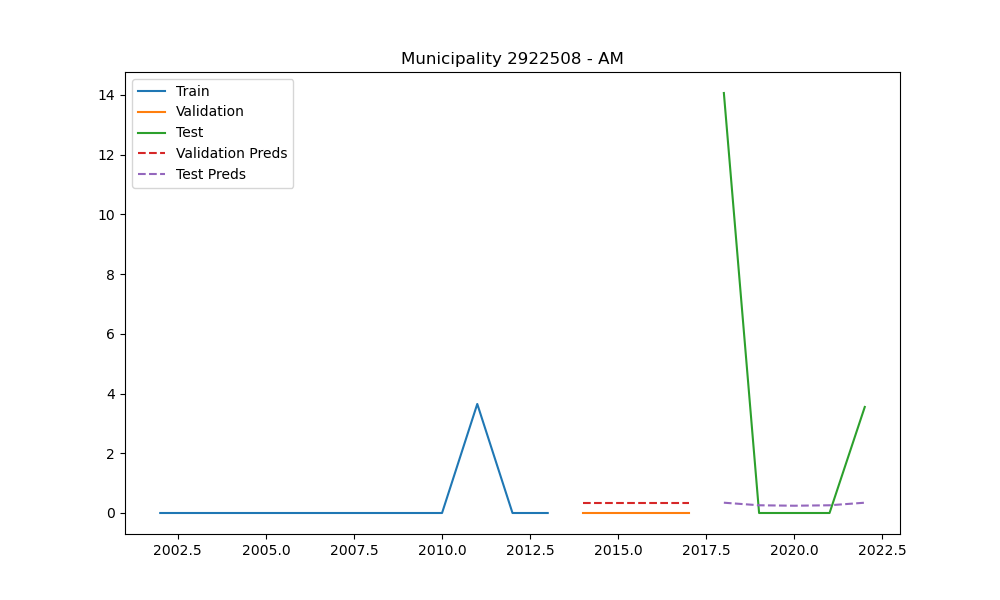 Municipality 2922508 - AM
Train
Validation
Test
Validation Preds
Test Preds
14
12
10
8
6
4
2
0
2002.5 2005.0 2007.5 2010.0 2012.5 2015.0 2017.5 2020.0 2022.5